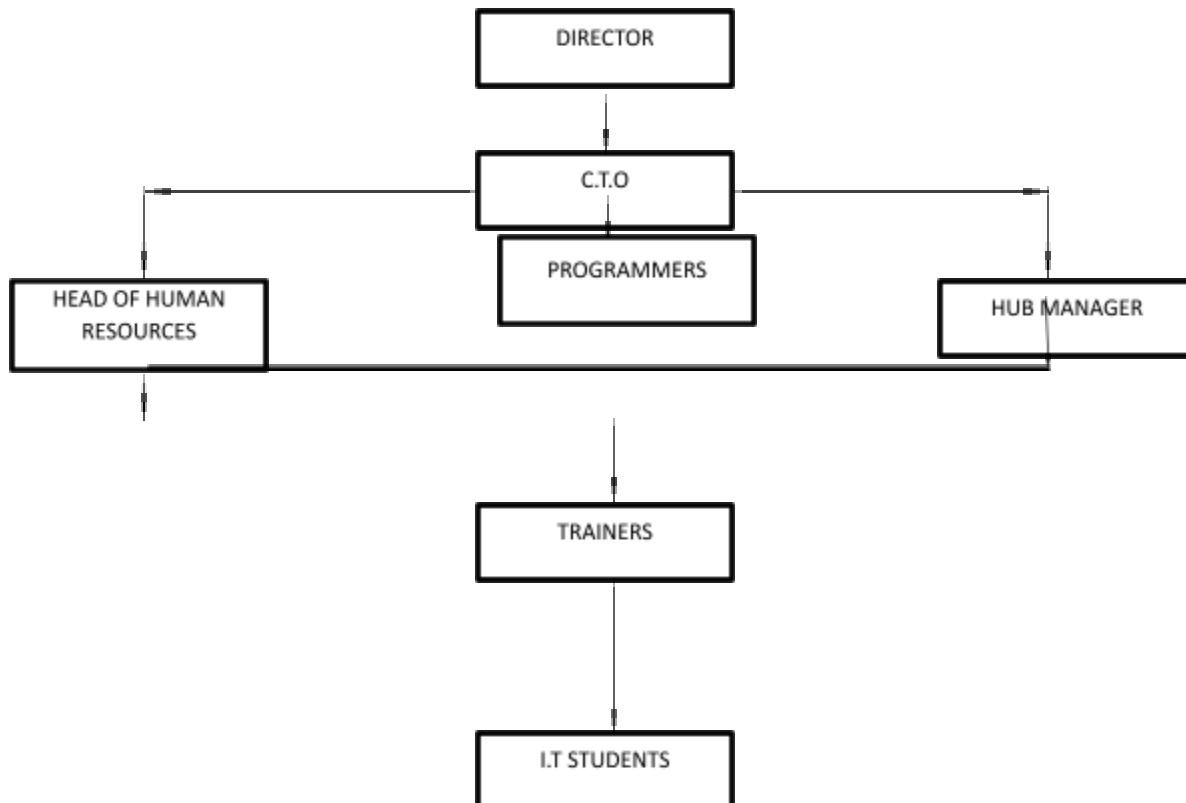 DIRECTOR
C.T.O
PROGRAMMERS
HEAD OF HUMAN
RESOURCES
HUB MANAGER
TRAINERS
I.T STUDENTS